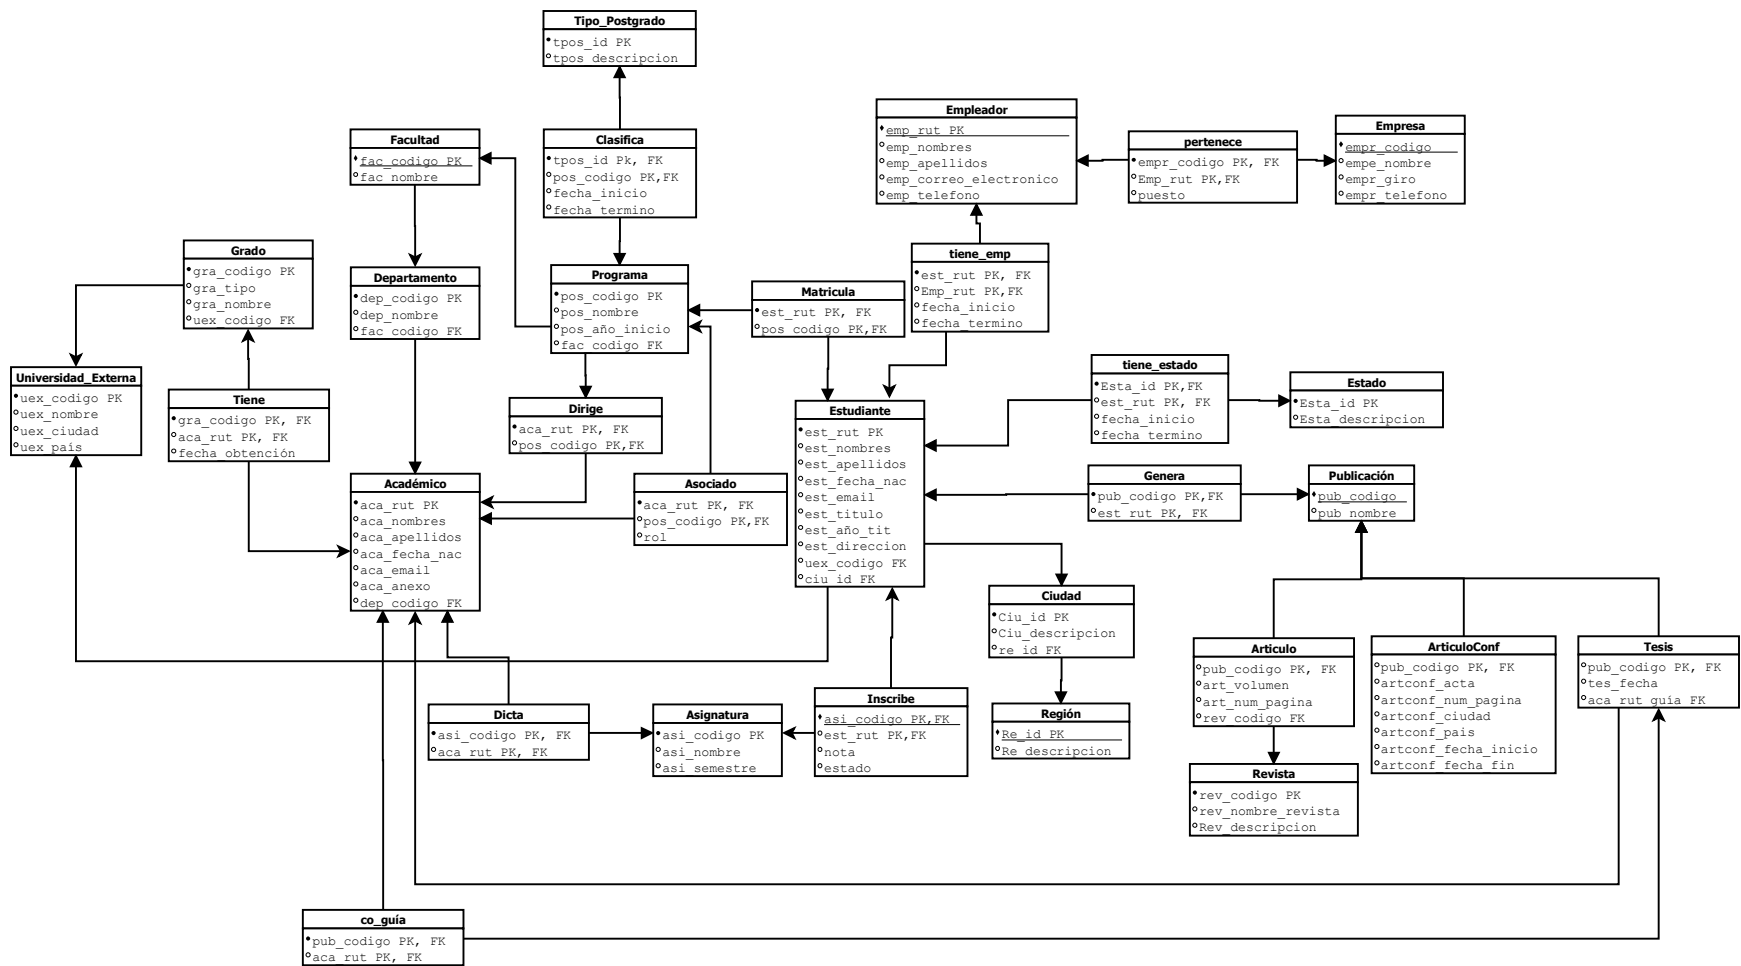 Tipo_Postgrado
tpos_id PK
tpos_descripcion
Empleador
emp_rut PK
emp_nombres
emp_apellidos
emp_correo_electronico
emp_telefono
pertenece
empr_codigo PK, FK
Emp_rut PK,FK
puesto
Empresa
empr_codigo
empe_nombre
empr_giro
empr_telefono
Facultad
fac_codigo PK
fac_nombre
Clasifica
tpos_id Pk, FK
pos_codigo PK,FK
fecha_inicio
fecha_termino
Grado
gra_codigo PK
gra_tipo
gra_nombre
uex_codigo FK
Departamento
dep_codigo PK
dep_nombre
fac_codigo FK
Programa
pos_codigo PK
pos_nombre
pos_año_inicio
fac_codigo FK
Matricula
est_rut PK, FK
pos_codigo PK,FK
tiene_emp
est_rut PK, FK
Emp_rut PK,FK
fecha_inicio
fecha_termino
Universidad_Externa
uex_codigo PK
uex_nombre
uex_ciudad
uex_país
Tiene
gra_codigo PK, FK
aca_rut PK, FK
fecha_obtención
Dirige
aca_rut PK, FK
pos_codigo PK,FK
Estudiante
est_rut PK
est_nombres
est_apellidos
est_fecha_nac
est_email
est_titulo
est_año_tit
est_direccion
uex_codigo FK
ciu_id FK
tiene_estado
Esta_id PK,FK
est_rut PK, FK
fecha_inicio
fecha_termino
Estado
Esta_id PK
Esta_descripcion
Académico
aca_rut PK
aca_nombres
aca_apellidos
aca_fecha_nac
aca_email
aca_anexo
dep_codigo FK
Asociado
aca_rut PK, FK
pos_codigo PK,FK
rol
Genera
pub_codigo PK,FK
est_rut PK, FK
Publicación
pub_codigo
pub_nombre
Ciudad
Ciu_id PK
Ciu_descripcion
re_id FK
Articulo
pub_codigo PK, FK
art_volumen
art_num_pagina
rev_codigo FK
ArticuloConf
pub_codigo PK, FK
artconf_acta
artconf_num_pagina
artconf_ciudad
artconf_pais
artconf_fecha_inicio
artconf_fecha_fin
Tesis
pub_codigo PK, FK
tes_fecha
aca_rut_guía FK
Dicta
asi_codigo PK, FK
aca_rut PK, FK
Asignatura
asi_codigo PK
asi_nombre
asi_semestre
Inscribe
asi_codigo PK,FK
est_rut PK,FK
nota
estado
Región
Re_id PK
Re_descripcion
Revista
rev_codigo PK
rev_nombre_revista
Rev_descripcion
co_guía
pub_codigo PK, FK
aca_rut PK, FK